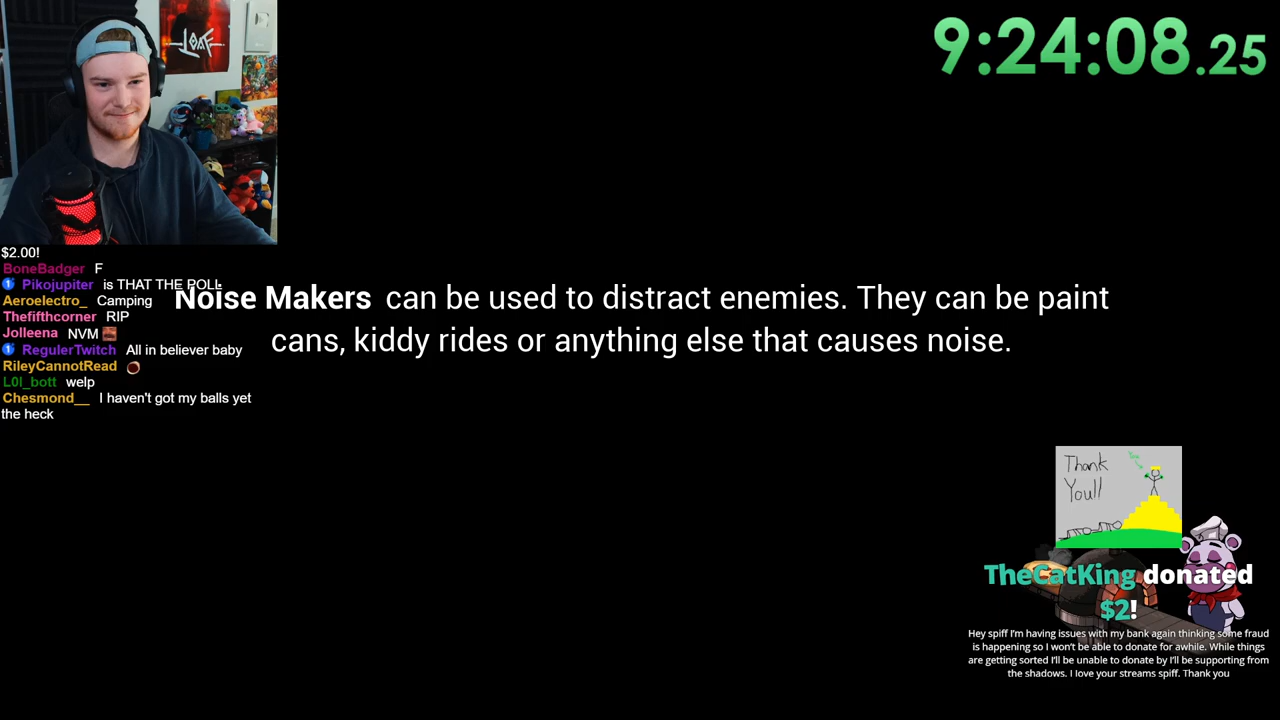 LOAF
9:24:08.25
$2.00!
BoneBadger F
Pikojupiter is THAT THE POLL
Aeroelectro_ Camping
Thefifthcorner RIP
Jolleena NVM
RegulerTwitch All in believer baby
RileyCannotRead
L0l_bott welp
Chesmond__ I haven't got my balls yet
the heck
Noise Makers can be used to distract enemies. They can be paint
cans, kiddy rides or anything else that causes noise.
Thank
You!!
You
TheCatKing donated
$2!
Hey spiff I'm having issues with my bank again thinking some fraud
is happening so I won't be able to donate for awhile. While things
are getting sorted I'll be unable to donate by I'll be supporting from
the shadows. I love your streams spiff. Thank you